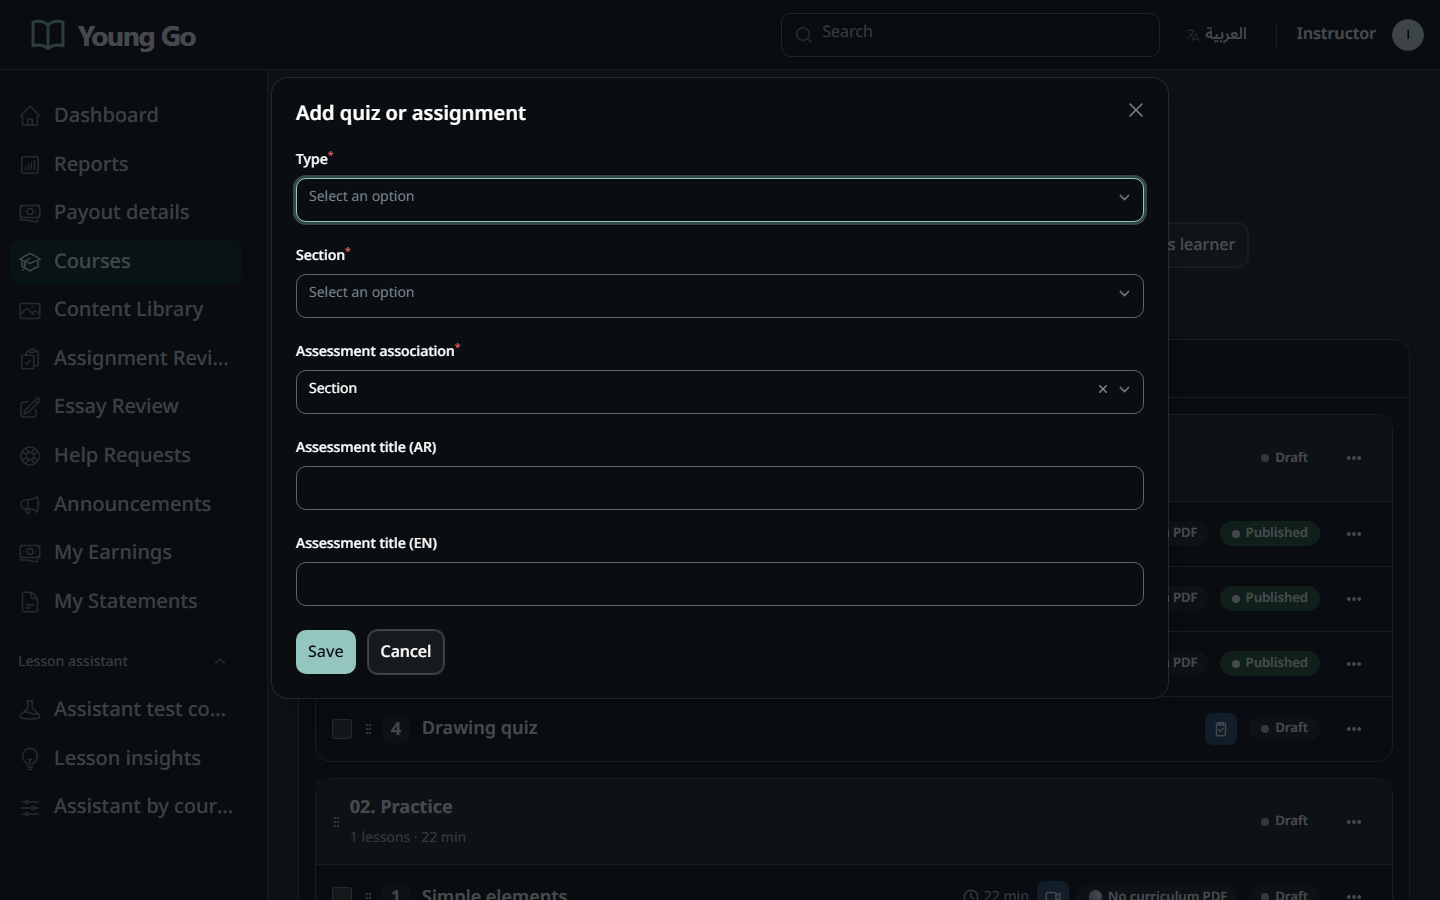 Young Go
Search
العربية
Instructor
I
Dashboard
Reports
Payout details
Courses
Content Library
Assignment Revi...
Essay Review
Help Requests
Announcements
My Earnings
My Statements
Lesson assistant
Assistant test co...
Lesson insights
Assistant by cour...
Add quiz or assignment
Type*
Select an option
Section*
Select an option
Assessment association*
Section
Assessment title (AR)
Assessment title (EN)
Save
Cancel
s learner
Draft
PDF
Published
PDF
Published
PDF
Published
4 Drawing quiz
Draft
02. Practice
1 lessons · 22 min
Draft
1 Simple elements
22 min
No curriculum PDF
Draft